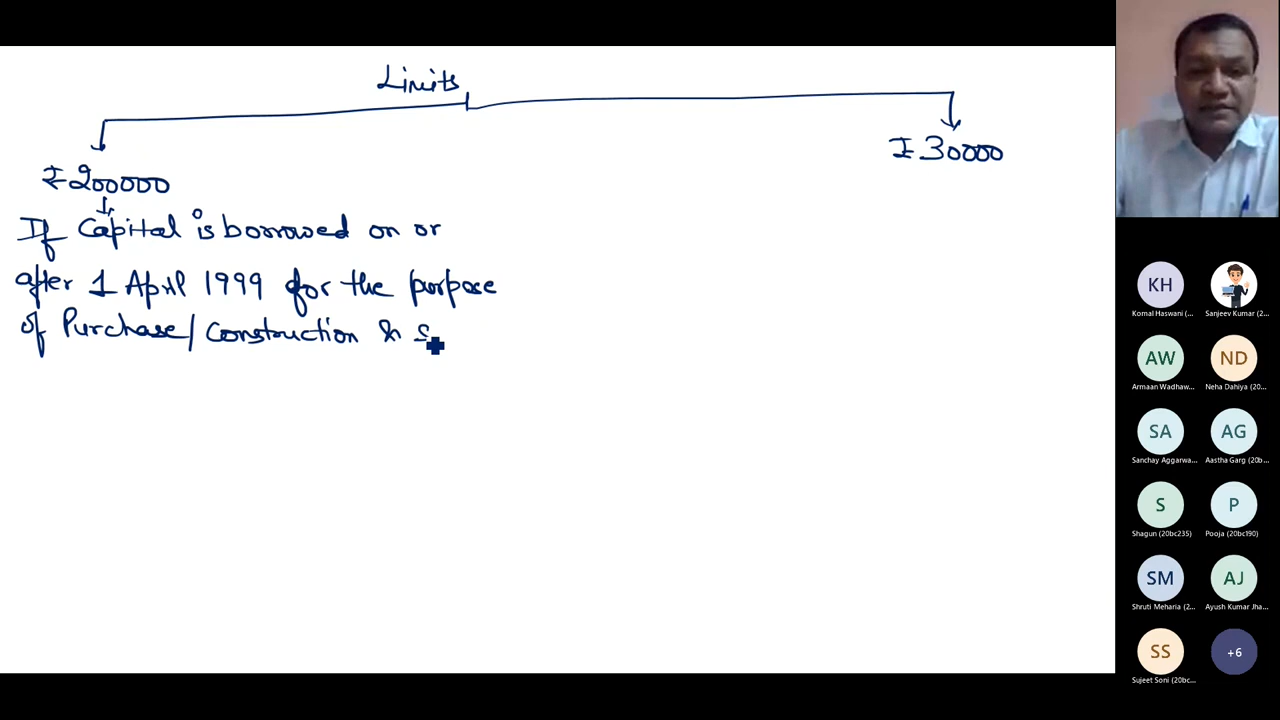 Limits
₹200000
₹30000
If Capital is borrowed on or
after 1 April 1999 for the purpose
of Purchase/Construction & S
KH
Komal Haswani (...
Sanjeev Kumar (2...
AW
Armaan Wadhaw...
ND
Neha Dahiya (20...
SA
Sanchay Aggarwa...
AG
Aastha Garg (20b...
S
Shagun (20bc235)
P
Pooja (20bc190)
SM
Shruti Meharia (2...
AJ
Ayush Kumar Jha...
SS
Sujeet Soni (20bc...
+6